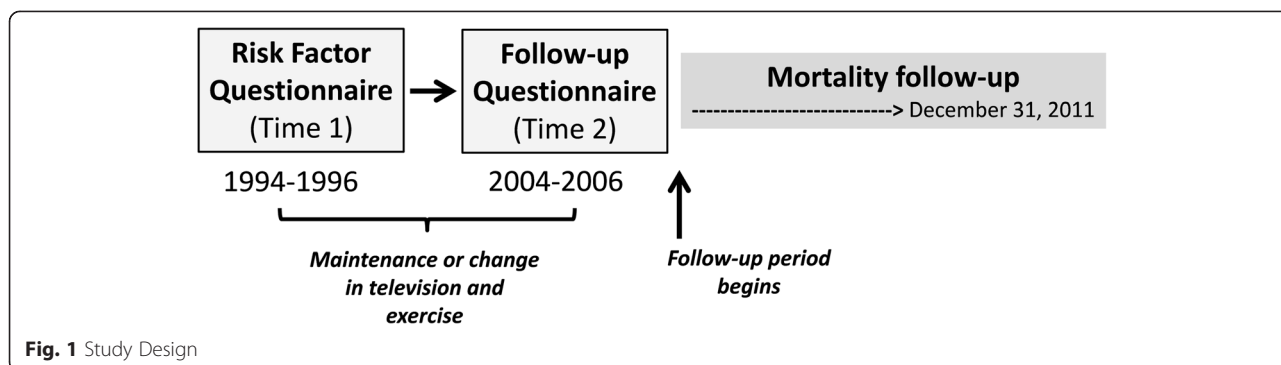 Risk Factor
Questionnaire
(Time 1)
Follow-up
Questionnaire
(Time 2)
Mortality follow-up
----------------------------> December 31, 2011
1994-1996
2004-2006
Maintenance or change
in television and
exercise
Follow-up period
begins
Fig. 1 Study Design